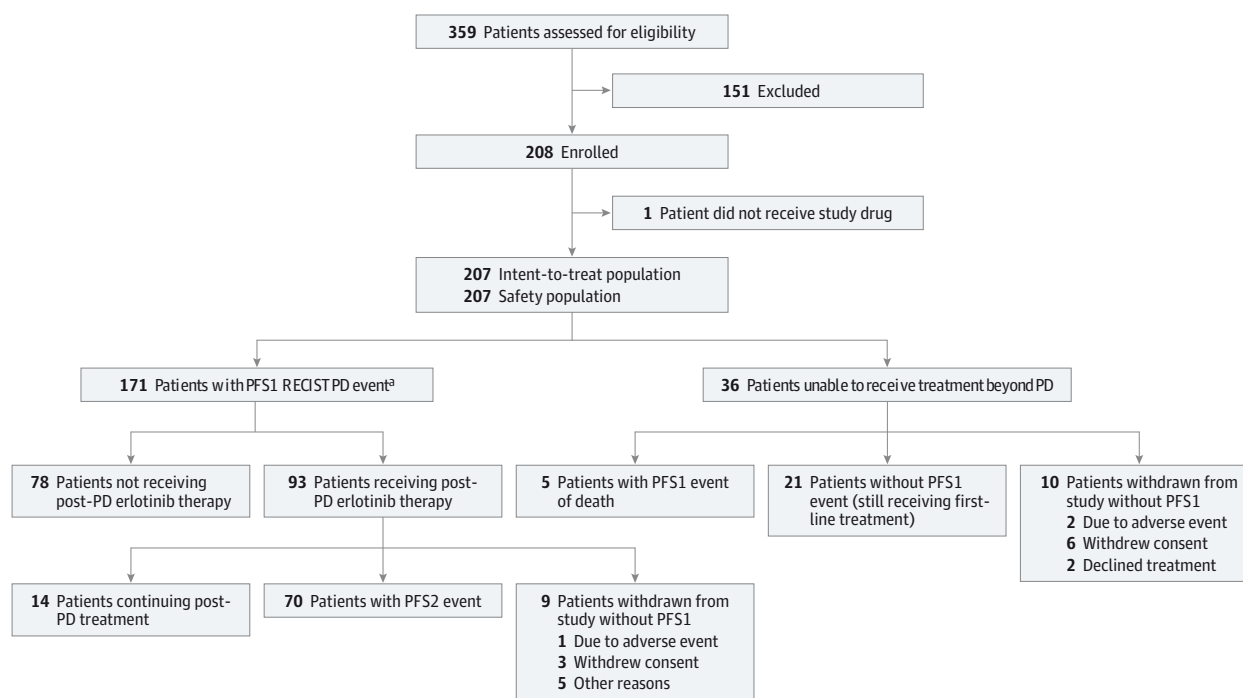 359 Patients assessed for eligibility
151 Excluded
208 Enrolled
1 Patient did not receive study drug
207 Intent-to-treat population
207 Safety population
171 Patients with PFS1 RECIST PD event^a
36 Patients unable to receive treatment beyond PD
78 Patients not receiving
post-PD erlotinib therapy
93 Patients receiving post-
PD erlotinib therapy
5 Patients with PFS1 event
of death
21 Patients without PFS1
event (still receiving first-
line treatment)
10 Patients withdrawn from
study without PFS1
2 Due to adverse event
6 Withdrew consent
2 Declined treatment
14 Patients continuing post-
PD treatment
70 Patients with PFS2 event
9 Patients withdrawn from
study without PFS1
1 Due to adverse event
3 Withdrew consent
5 Other reasons